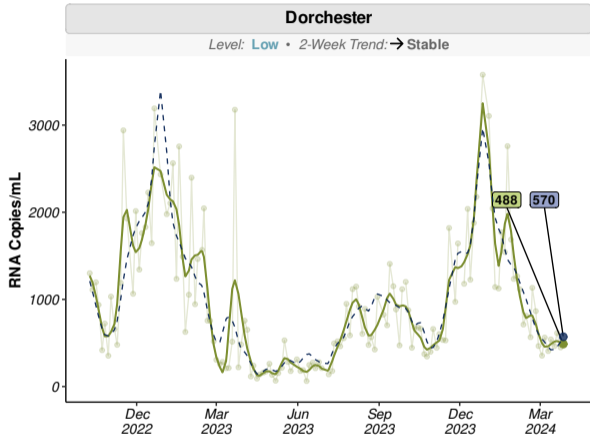 Dorchester
Level: Low • 2-Week Trend: → Stable
RNA Copies/mL
3000
2000
1000
0
488
570
Dec
2022
Mar
2023
Jun
2023
Sep
2023
Dec
2023
Mar
2024